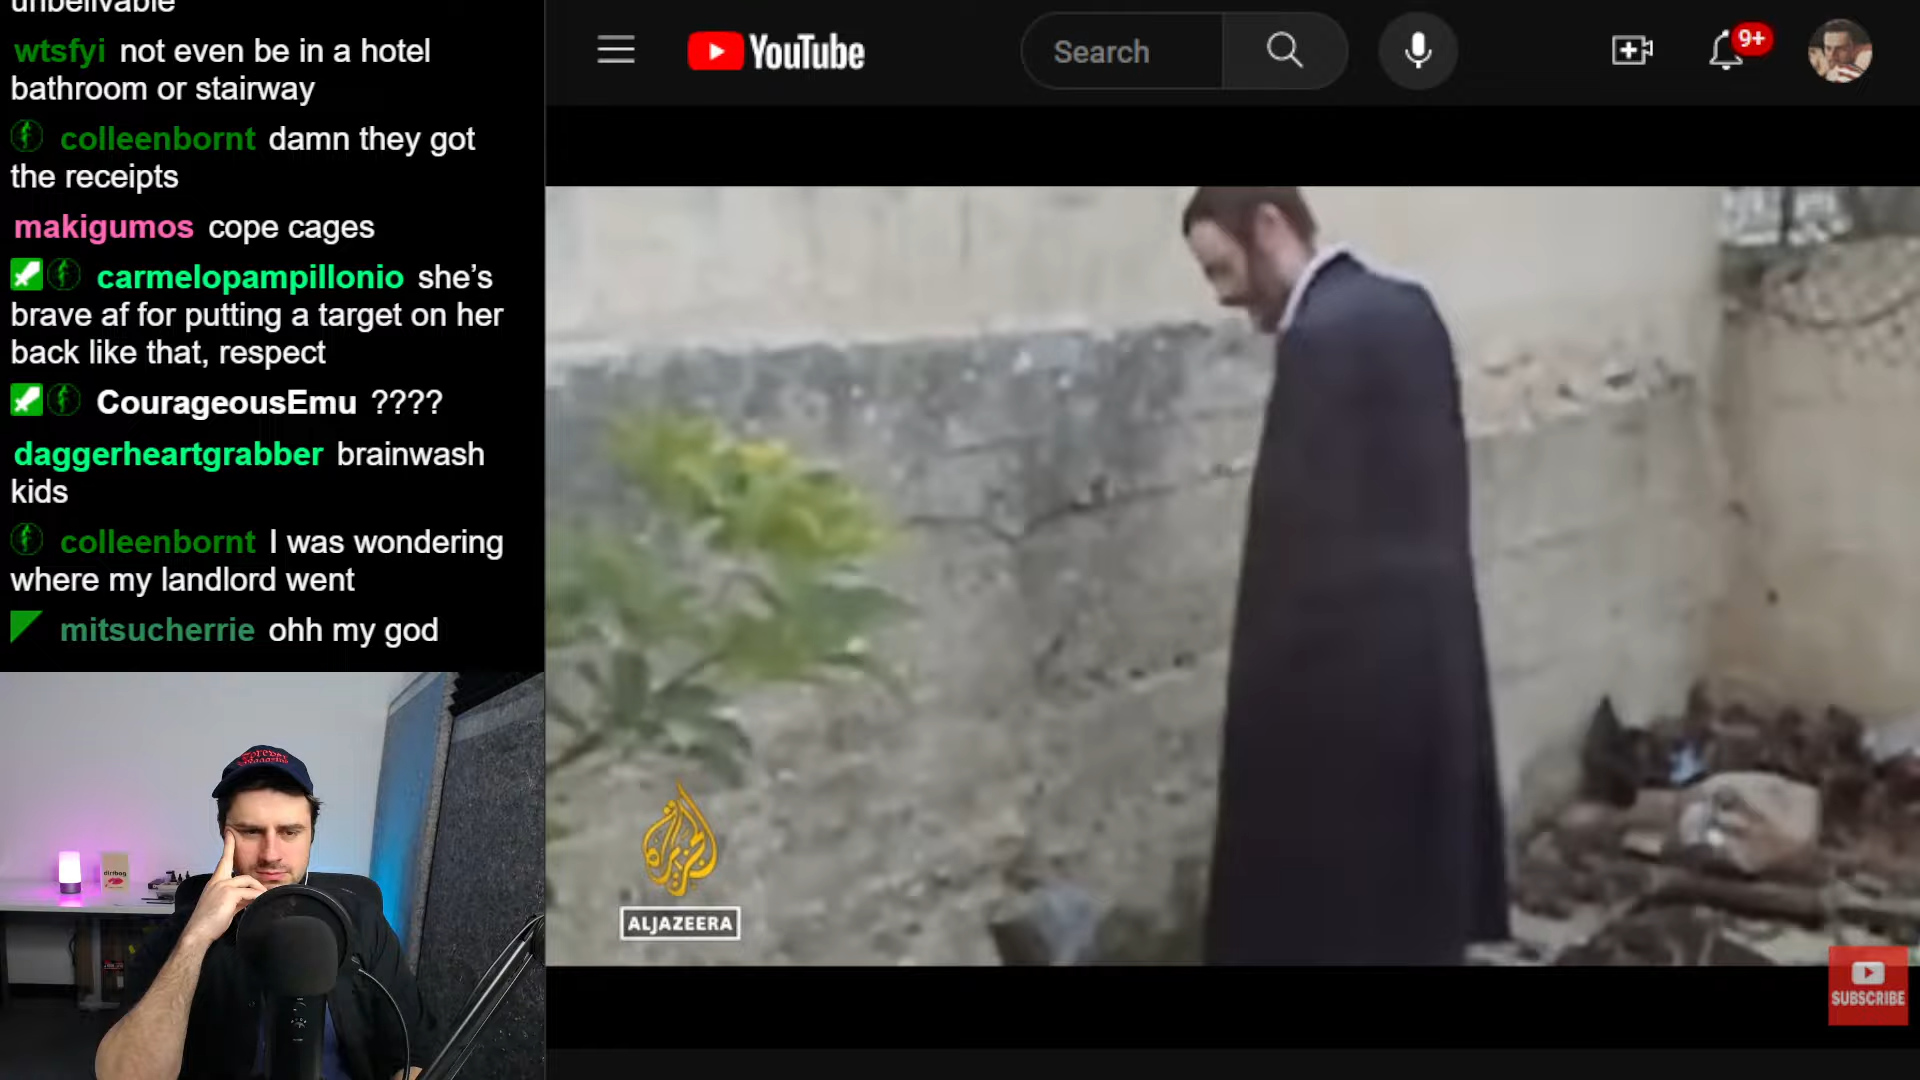 unbelivable
wtsfyi not even be in a hotel
bathroom or stairway
colleenbornt damn they got
the receipts
makigumos cope cages
carmelopampillonio she's
brave af for putting a target on her
back like that, respect
CourageousEmu ????
daggerheartgrabber brainwash
kids
colleenbornt I was wondering
where my landlord went
mitsucherrie ohh my god
YouTube
Search
9+
الجزيرة
ALJAZEERA
SUBSCRIBE